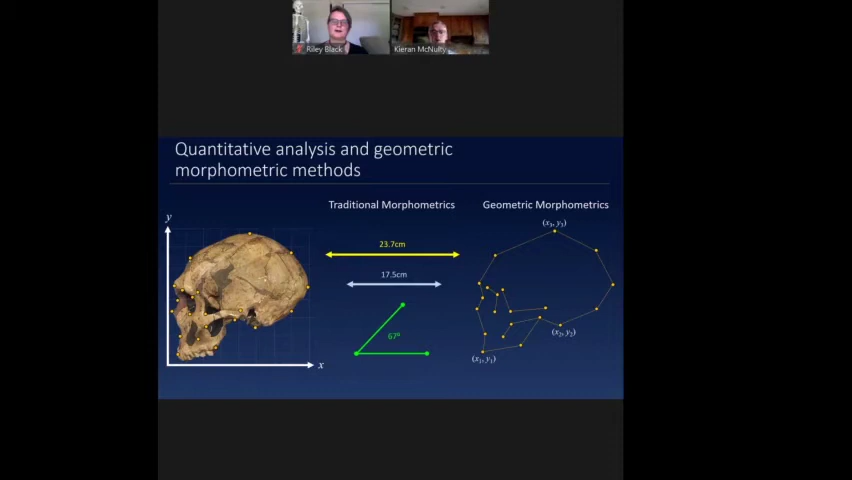 Riley Black
Kieran McNulty
Quantitative analysis and geometric
morphometric methods
Traditional Morphometrics
Geometric Morphometrics
y
x
23.7cm
17.5cm
67°
(x₃, y₃)
(x₂, y₂)
(x₁, y₁)